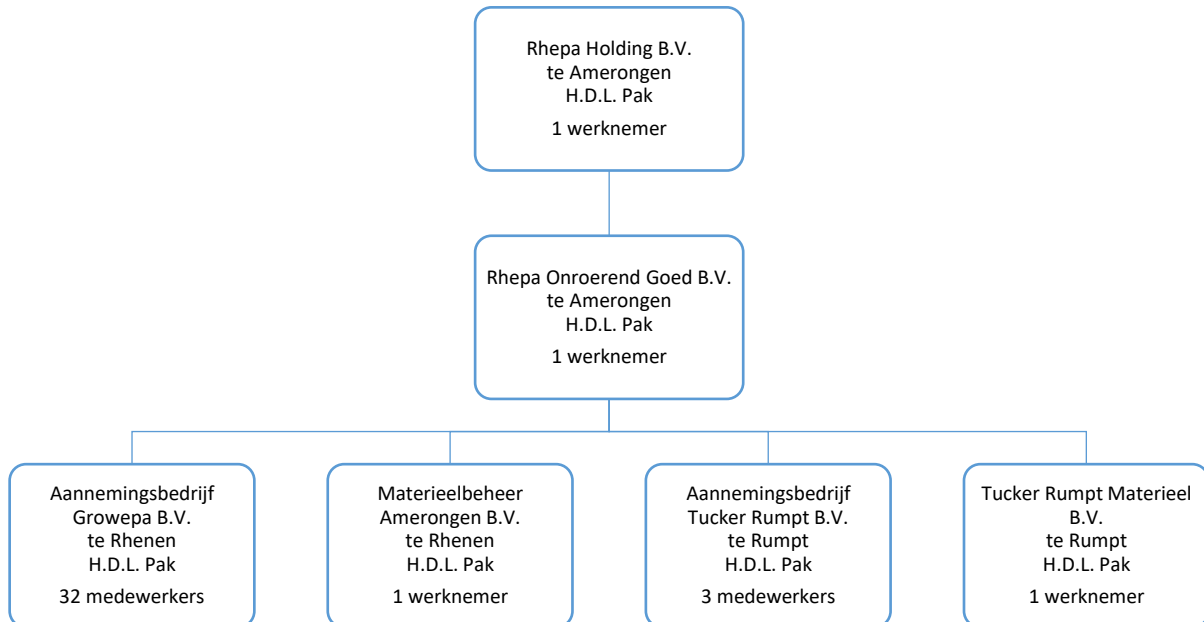 Rhepa Holding B.V.
te Amerongen
H.D.L. Pak
1 werknemer
Rhepa Onroerend Goed B.V.
te Amerongen
H.D.L. Pak
1 werknemer
Aannemingsbedrijf
Growepa B.V.
te Rhenen
H.D.L. Pak
32 medewerkers
Materieelbeheer
Amerongen B.V.
te Rhenen
H.D.L. Pak
1 werknemer
Aannemingsbedrijf
Tucker Rumpt B.V.
te Rumpt
H.D.L. Pak
3 medewerkers
Tucker Rumpt Materieel
B.V.
te Rumpt
H.D.L. Pak
1 werknemer